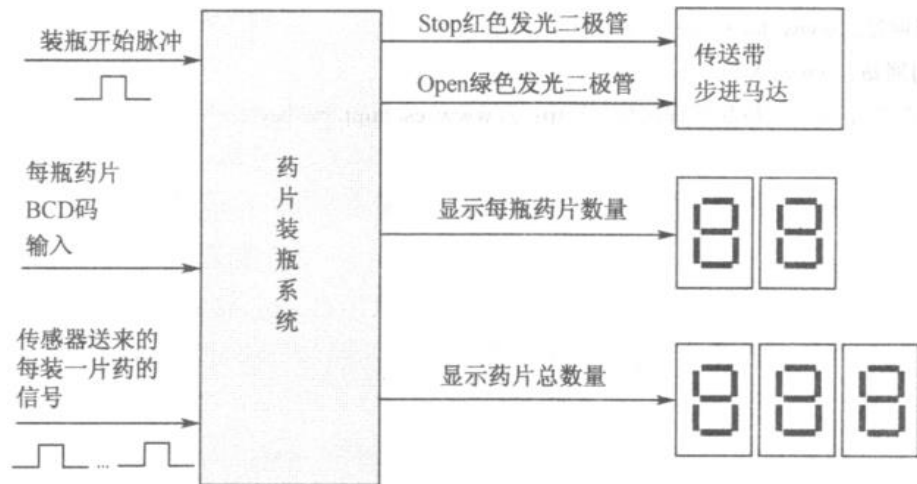 装瓶开始脉冲
Stop红色发光二极管
Open绿色发光二极管
传送带
步进马达
每瓶药片
BCD码
输入
药片装瓶系统
显示每瓶药片数量
传感器送来的
每装一片药的
信号
...
显示药片总数量